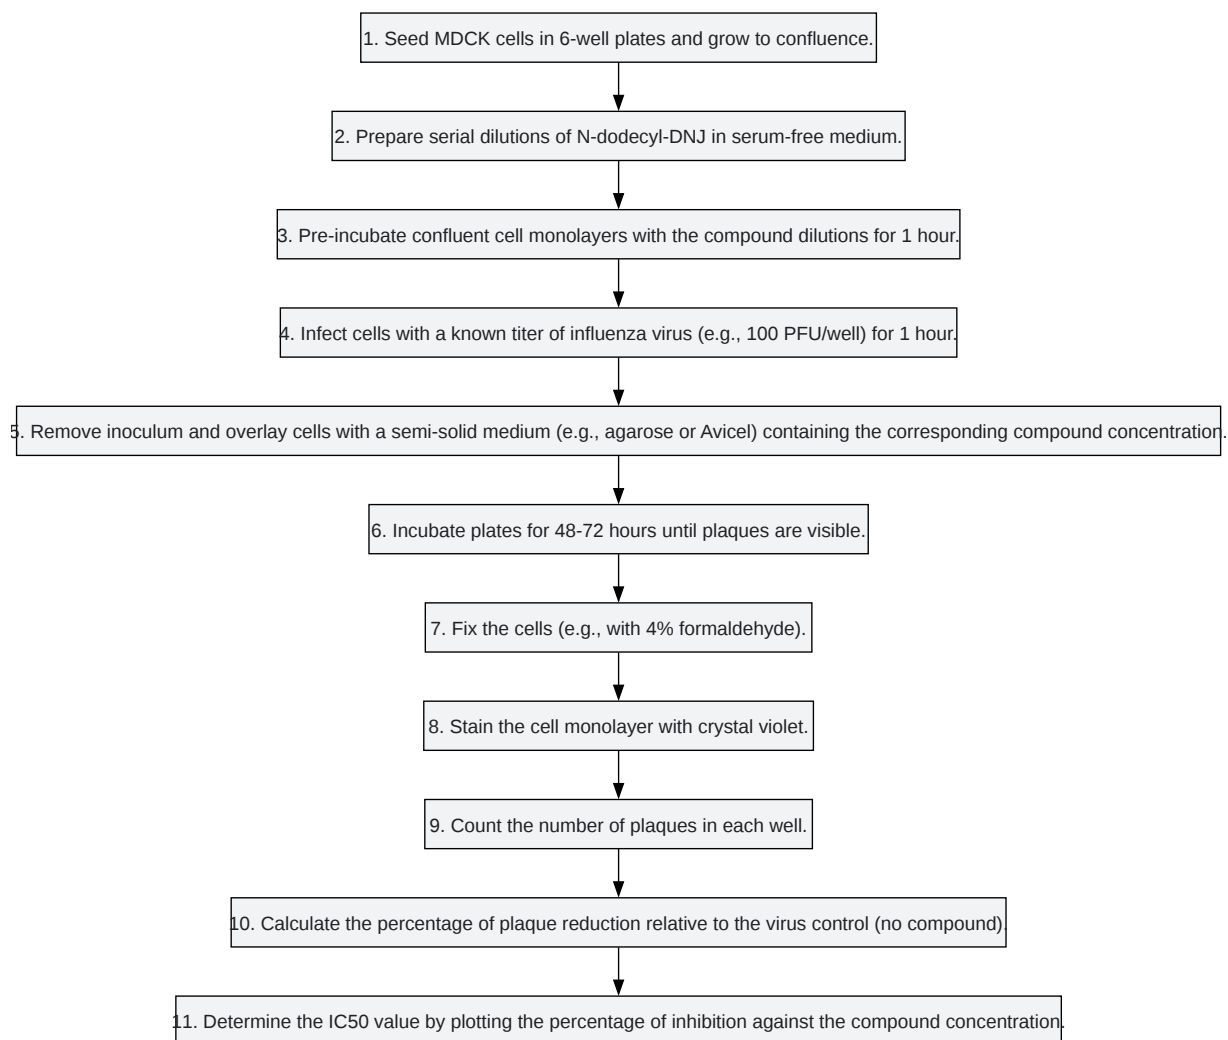 1. Seed MDCK cells in 6-well plates and grow to confluence.
2. Prepare serial dilutions of N-dodecyl-DNJ in serum-free medium.
3. Pre-incubate confluent cell monolayers with the compound dilutions for 1 hour.
4. Infect cells with a known titer of influenza virus (e.g., 100 PFU/well) for 1 hour.
5. Remove inoculum and overlay cells with a semi-solid medium (e.g., agarose or Avicel) containing the corresponding compound concentration.
6. Incubate plates for 48-72 hours until plaques are visible.
7. Fix the cells (e.g., with 4% formaldehyde).
8. Stain the cell monolayer with crystal violet.
9. Count the number of plaques in each well.
10. Calculate the percentage of plaque reduction relative to the virus control (no compound).
11. Determine the IC50 value by plotting the percentage of inhibition against the compound concentration.